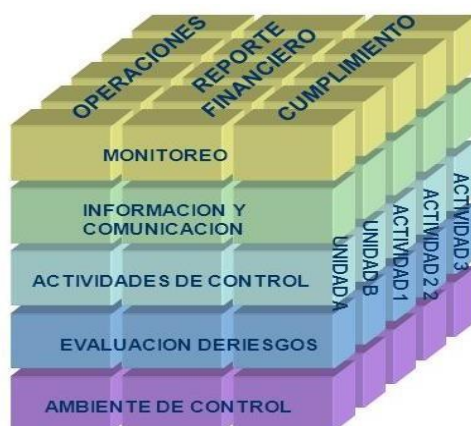 OPERACIONES
REPORTE
FINANCIERO
CUMPLIMIENTO
MONITOREO
INFORMACION Y
COMUNICACION
ACTIVIDADES DE CONTROL
EVALUACION DERIESGOS
AMBIENTE DE CONTROL
UNIDAD A
UNIDAD B
ACTIVIDAD 1
ACTIVIDAD 2 2
ACTIVIDAD 3